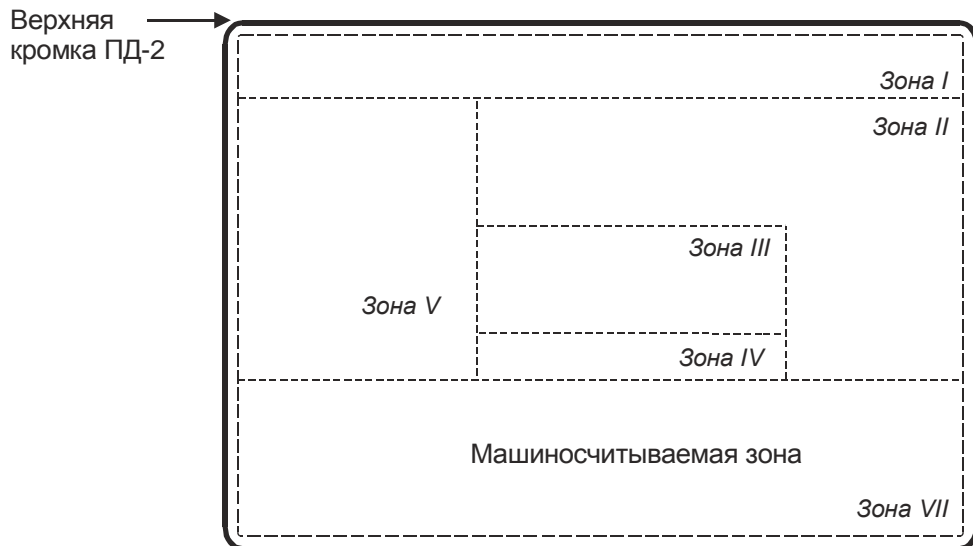 Верхняя
кромка ПД-2
Зона I
Зона II
Зона III
Зона V
Зона IV
Машиносчитываемая зона
Зона VII